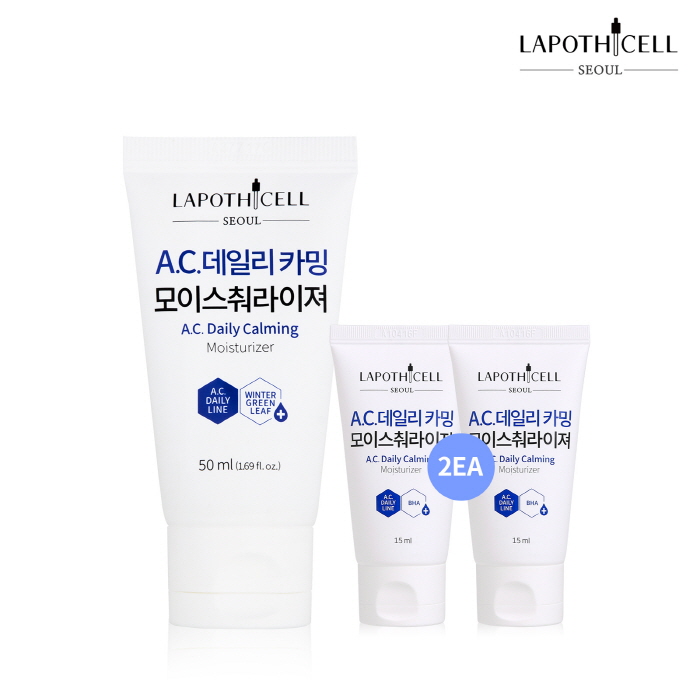 LAPOTHICELL
SEOUL
LAPOTHICELL
SEOUL
A.C.데일리 카밍
모이스춰라이져
A.C. Daily Calming
Moisturizer
A.C.
DAILY
LINE
WINTER
GREEN
LEAF
50 ml (1.69 fl. oz.)
LAPOTHICELL
SEOUL
A.C.데일리 카밍
모이스춰라이져
A.C. Daily Calming
Moisturizer
A.C.
DAILY
LINE
BHA
15 ml
2EA
LAPOTHICELL
SEOUL
A.C.데일리 카밍
모이스춰라이져
A.C. Daily Calming
Moisturizer
A.C.
DAILY
LINE
BHA
15 ml